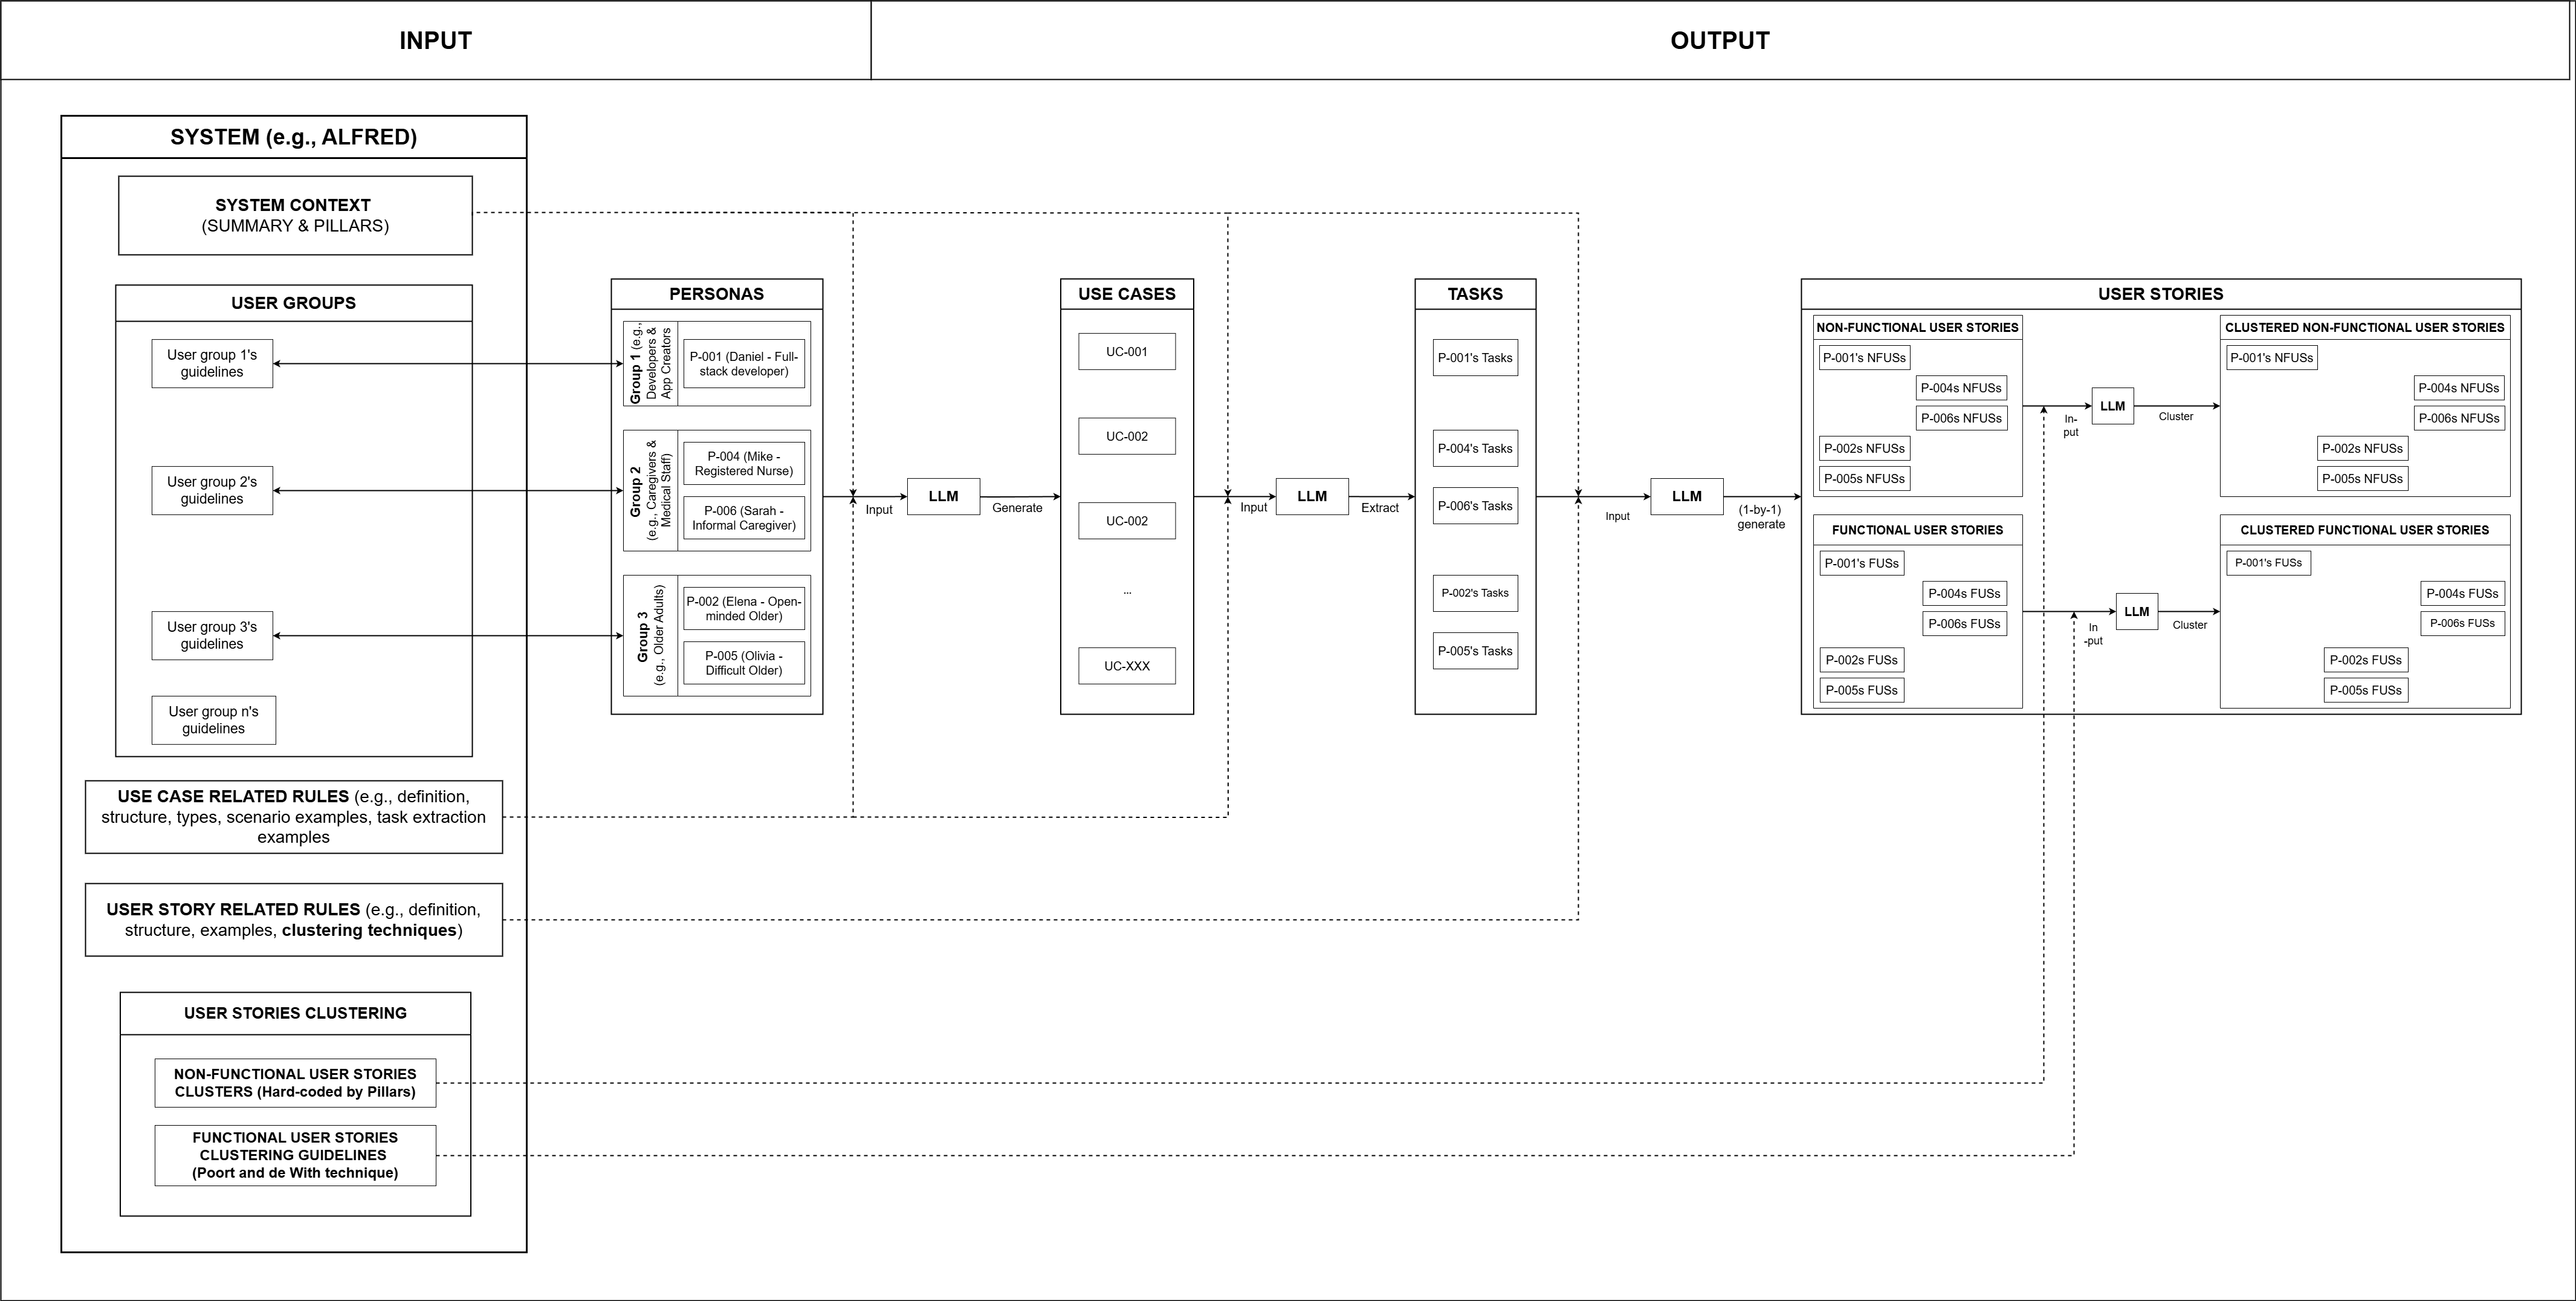 INPUT
OUTPUT
SYSTEM (e.g., ALFRED)
SYSTEM CONTEXT
(SUMMARY & PILLARS)
USER GROUPS
User group 1's
guidelines
User group 2's
guidelines
User group 3's
guidelines
User group n's
guidelines
USE CASE RELATED RULES (e.g., definition,
structure, types, scenario examples, task extraction
examples
USER STORY RELATED RULES (e.g., definition,
structure, examples, clustering techniques)
USER STORIES CLUSTERING
NON-FUNCTIONAL USER STORIES
CLUSTERS (Hard-coded by Pillars)
FUNCTIONAL USER STORIES
CLUSTERING GUIDELINES
(Poort and de With technique)
PERSONAS
Group 1 (e.g.,
Developers &
App Creators
P-001 (Daniel - Full-
stack developer)
Group 2
(e.g., Caregivers &
Medical Staff)
P-004 (Mike -
Registered Nurse)
P-006 (Sarah -
Informal Caregiver)
Group 3
(e.g., Older Adults)
P-002 (Elena - Open-
minded Older)
P-005 (Olivia -
Difficult Older)
Input
LLM
Generate
USE CASES
UC-001
UC-002
UC-002
...
UC-XXX
Input
LLM
Extract
TASKS
P-001's Tasks
P-004's Tasks
P-006's Tasks
P-002's Tasks
P-005's Tasks
Input
LLM
(1-by-1)
generate
USER STORIES
NON-FUNCTIONAL USER STORIES
P-001's NFUSs
P-004s NFUSs
P-006s NFUSs
P-002s NFUSs
P-005s NFUSs
In-
put
LLM
Cluster
CLUSTERED NON-FUNCTIONAL USER STORIES
P-001's NFUSs
P-004s NFUSs
P-006s NFUSs
P-002s NFUSs
P-005s NFUSs
FUNCTIONAL USER STORIES
P-001's FUSs
P-004s FUSs
P-006s FUSs
P-002s FUSs
P-005s FUSs
In
-put
LLM
Cluster
CLUSTERED FUNCTIONAL USER STORIES
P-001's FUSs
P-004s FUSs
P-006s FUSs
P-002s FUSs
P-005s FUSs